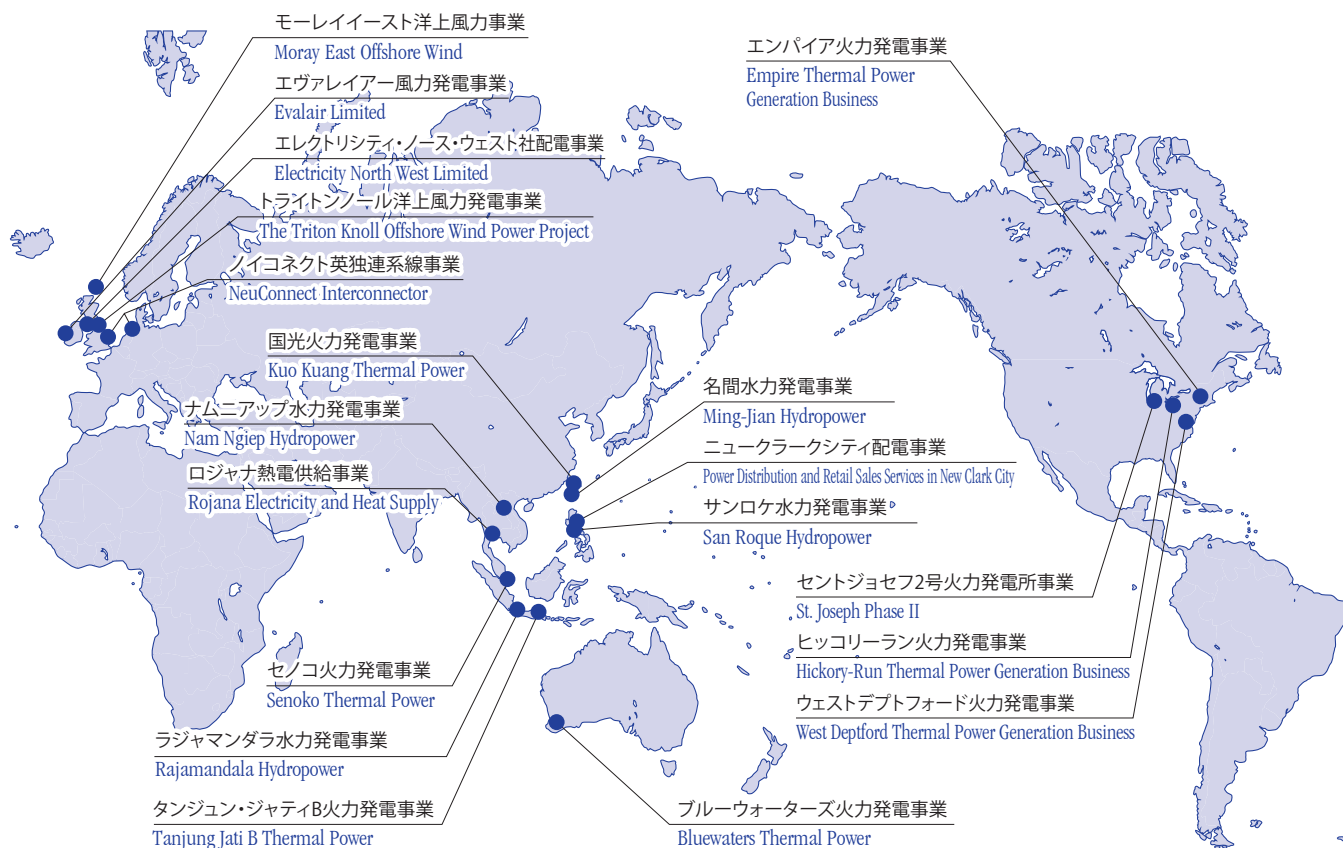 モーレイイースト洋上風力事業
Moray East Offshore Wind
エヴァレイアー風力発電事業
Evalair Limited
エレクトリシティ・ノース・ウェスト社配電事業
Electricity North West Limited
トライトンノール洋上風力発電事業
The Triton Knoll Offshore Wind Power Project
ノイコネクト英独連系線事業
NeuConnect Interconnector
国光火力発電事業
Kuo Kuang Thermal Power
ナムニアップ水力発電事業
Nam Ngiep Hydropower
ロジャナ熱電供給事業
Rojana Electricity and Heat Supply
セノコ火力発電事業
Senoko Thermal Power
ラジャマンダラ水力発電事業
Rajamandala Hydropower
タンジュン・ジャティB火力発電事業
Tanjung Jati B Thermal Power
エンパイア火力発電事業
Empire Thermal Power
Generation Business
名間水力発電事業
Ming-Jian Hydropower
ニュークラークシティ配電事業
Power Distribution and Retail Sales Services in New Clark City
サンロケ水力発電事業
San Roque Hydropower
セントジョセフ2号火力発電所事業
St. Joseph Phase II
ヒッコリーラン火力発電事業
Hickory-Run Thermal Power Generation Business
ウェストデプトフォード火力発電事業
West Deptford Thermal Power Generation Business
ブルーウォーターズ火力発電事業
Bluewaters Thermal Power